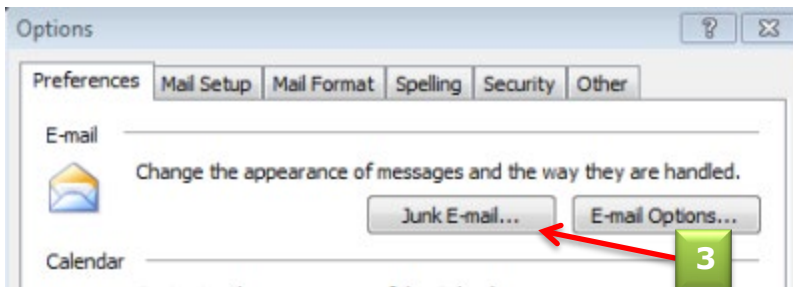 Options
Preferences Mail Setup Mail Format Spelling Security Other
E-mail
Change the appearance of messages and the way they are handled.
Junk E-mail... E-mail Options...
Calendar
3